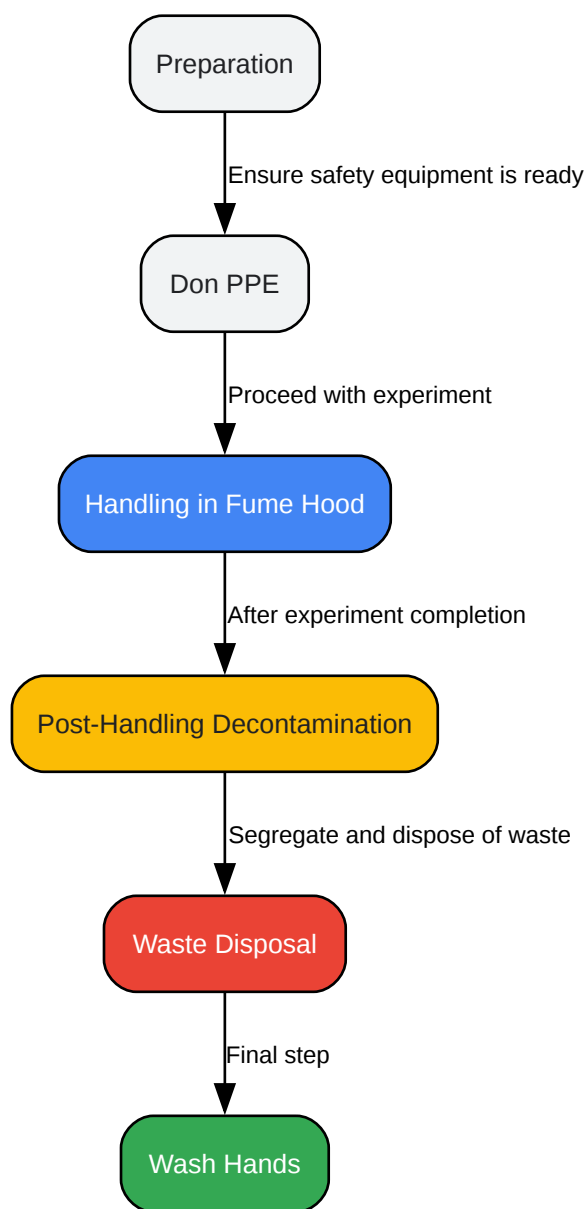 Preparation
Ensure safety equipment is ready
Don PPE
Proceed with experiment
Handling in Fume Hood
After experiment completion
Post-Handling Decontamination
Segregate and dispose of waste
Waste Disposal
Final step
Wash Hands